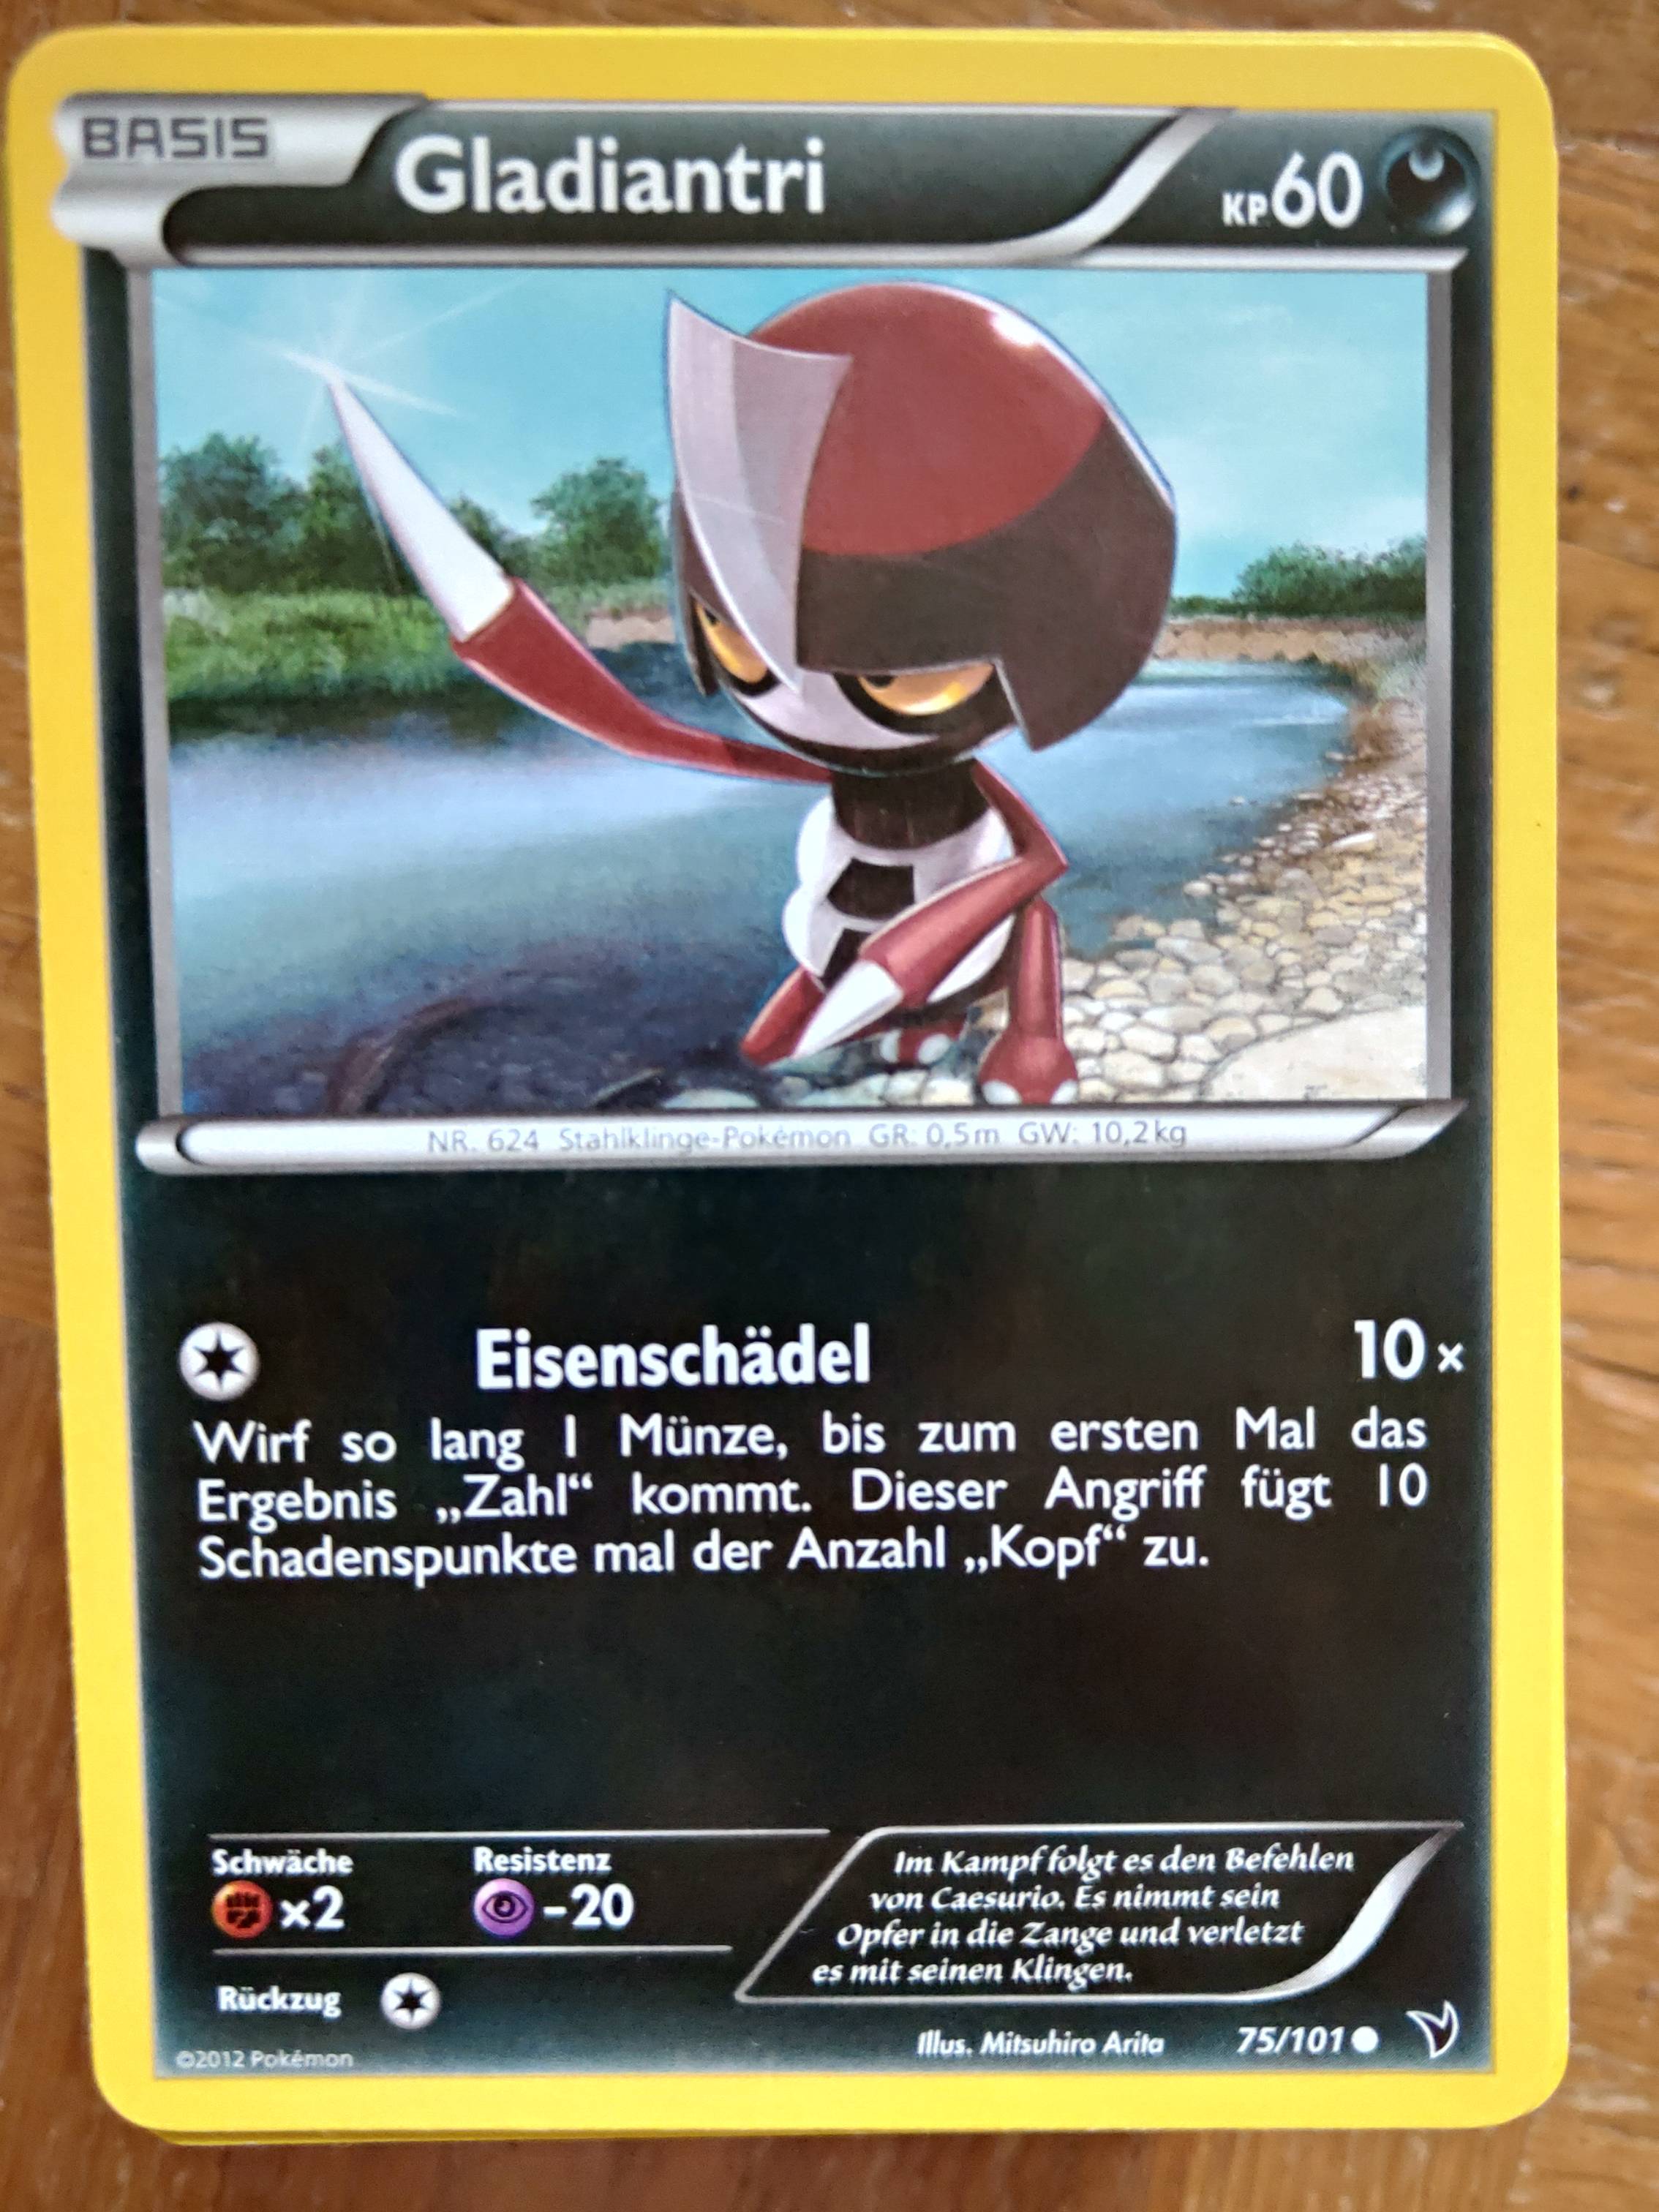 BASIS
Gladiantri
KP60
NR. 624 Stahlklinge-Pokémon GR: 0,5m GW: 10,2kg
Eisenschädel 10x
Wirf so lang 1 Münze, bis zum ersten Mal das
Ergebnis „Zahl“ kommt. Dieser Angriff fügt 10
Schadenspunkte mal der Anzahl „Kopf“ zu.
Schwäche
x2
Resistenz
-20
Rückzug
Im Kampf folgt es den Befehlen
von Caesurio. Es nimmt sein
Opfer in die Zange und verletzt
es mit seinen Klingen.
Illus. Mitsuhiro Arita 75/101
©2012 Pokémon